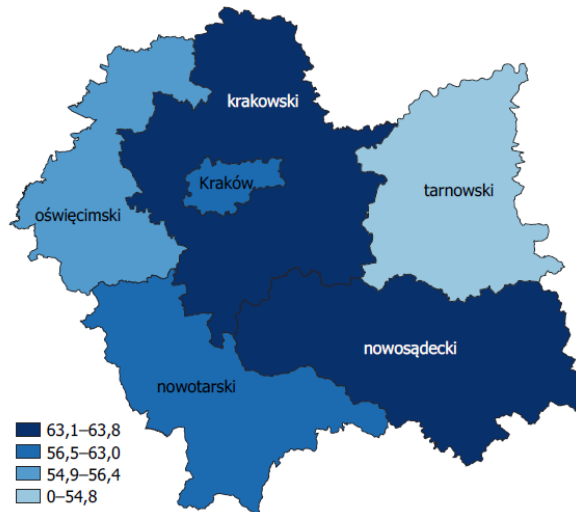 krakowski
Kraków
tarnowski
oświęcimski
nowosądecki
nowotarski
63,1–63,8
56,5–63,0
54,9–56,4
0–54,8